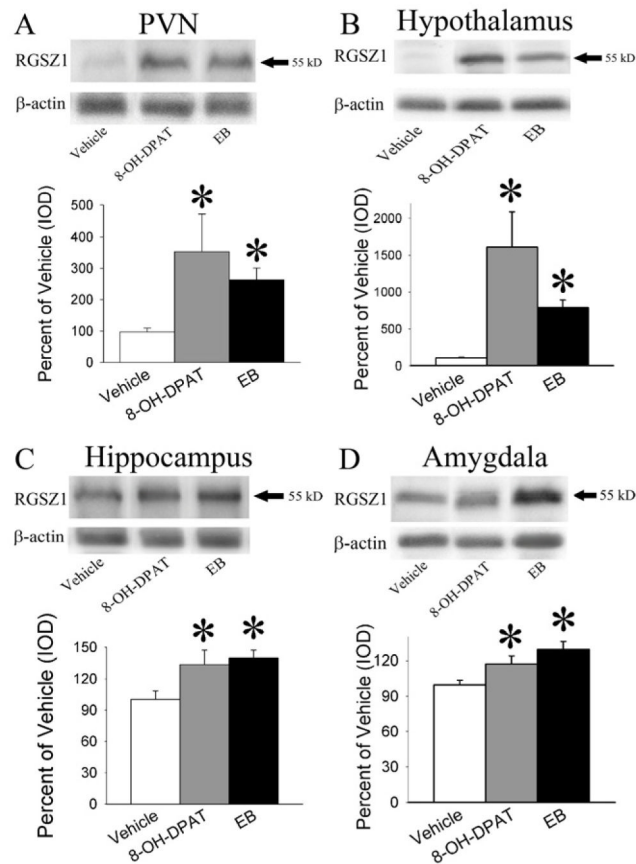 A PVN
RGSZ1
55 kD
β-actin
Vehicle
8-OH-DPAT
EB
Percent of Vehicle (IOD)
500
400
300
200
100
0
*
*
Vehicle
8-OH-DPAT
EB
B Hypothalamus
RGSZ1
55 kD
β-actin
Vehicle
8-OH-DPAT
EB
Percent of Vehicle (IOD)
2000
1500
1000
500
0
*
*
Vehicle
8-OH-DPAT
EB
C Hippocampus
RGSZ1
55 kD
β-actin
Vehicle
8-OH-DPAT
EB
Percent of Vehicle (IOD)
150
120
90
60
30
0
*
*
Vehicle
8-OH-DPAT
EB
D Amygdala
RGSZ1
55 kD
β-actin
Vehicle
8-OH-DPAT
EB
Percent of Vehicle (IOD)
120
90
60
30
0
*
*
Vehicle
8-OH-DPAT
EB